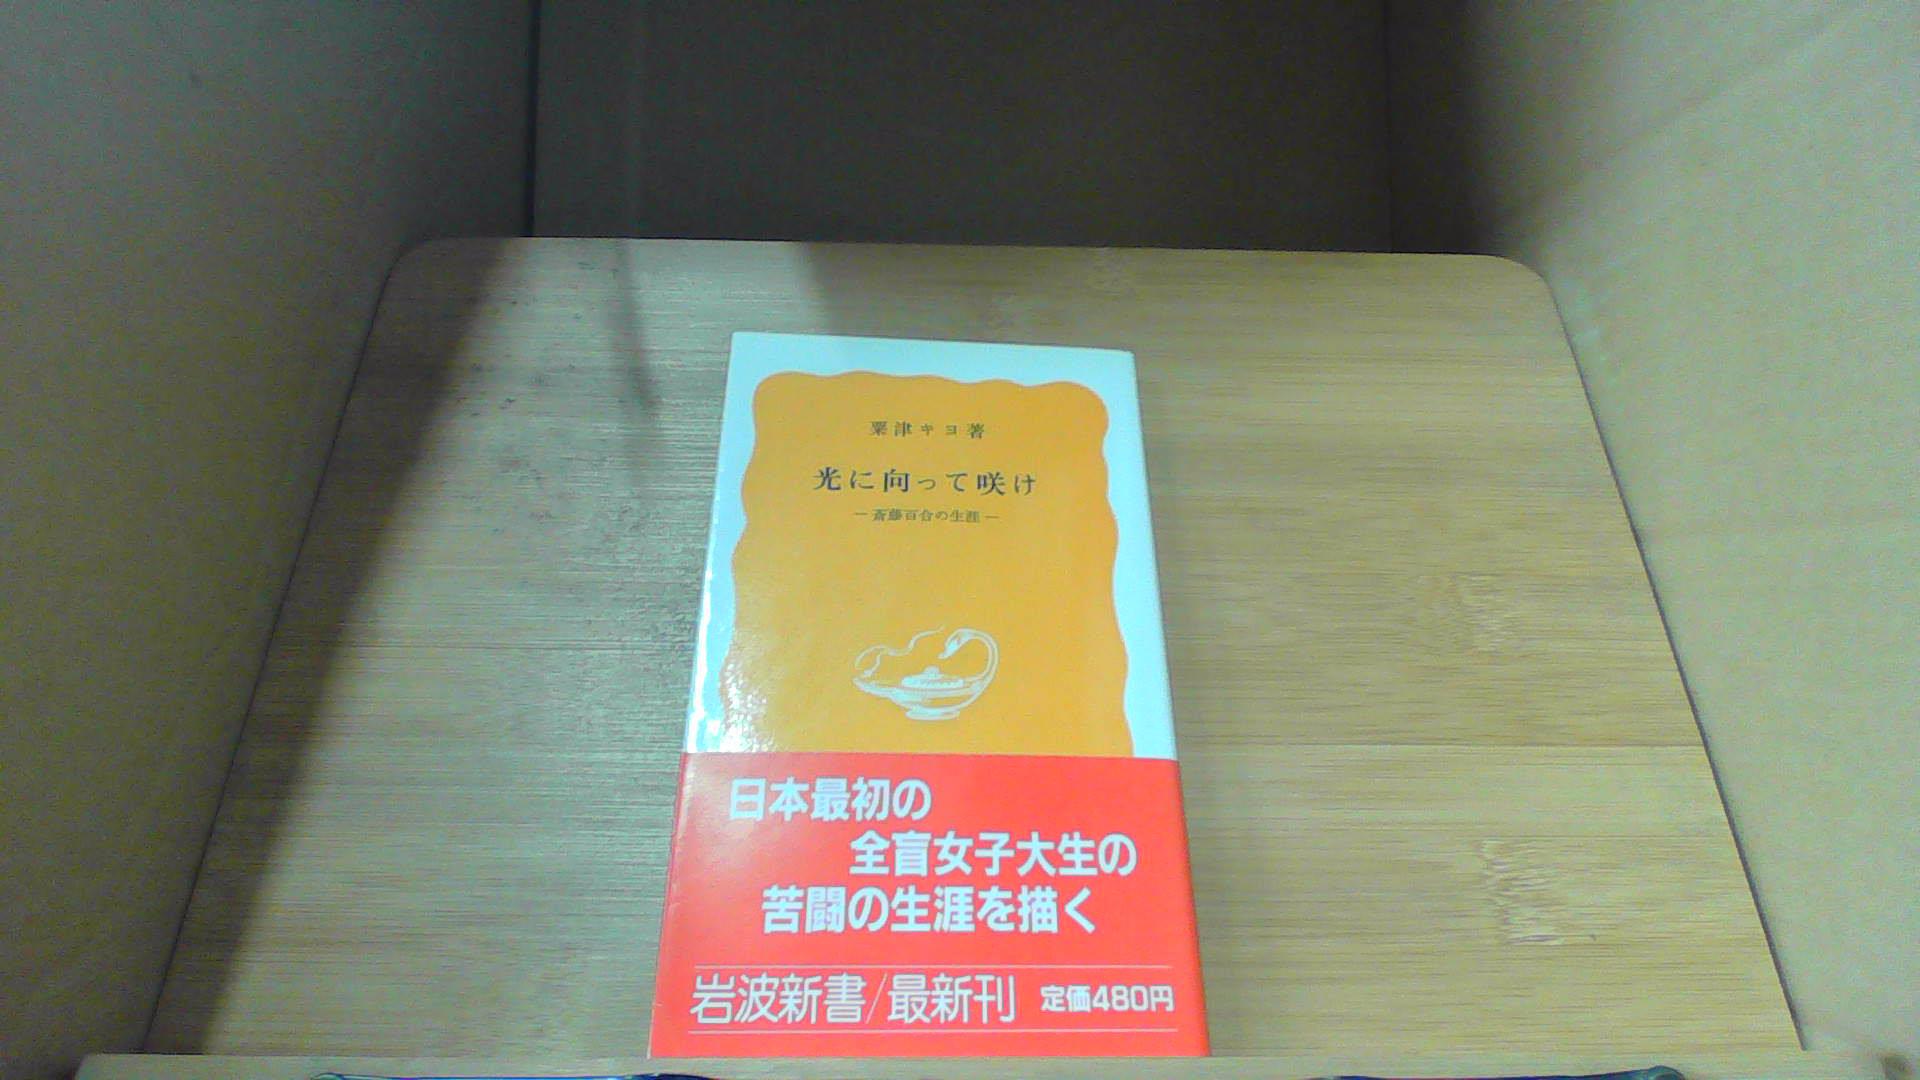 粟津キヨ著
光に向って咲け
―斎藤百合の生涯―
日本最初の
全盲女子大生の
苦闘の生涯を描く
岩波新書/最新刊 定価480円